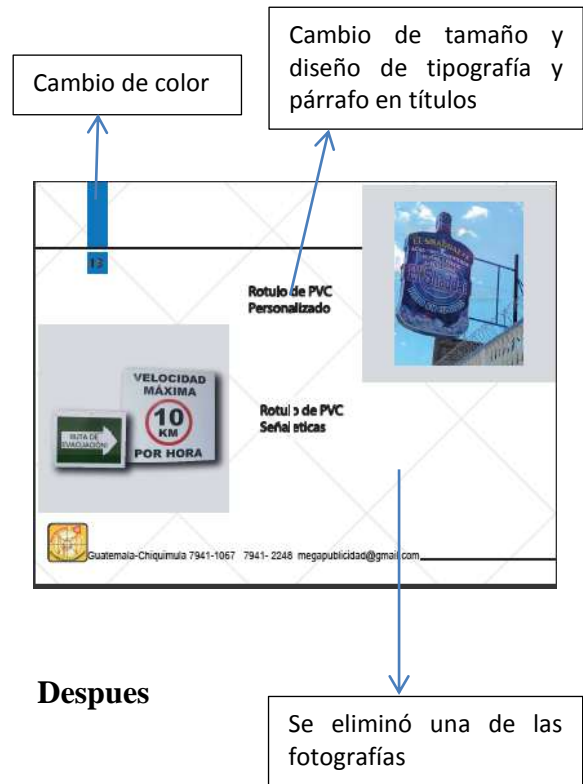 Cambio de color
Cambio de tamaño y
diseño de tipografía y
párrafo en títulos
13
Rotulo de PVC
Personalizado
VELOCIDAD
MÁXIMA
10
KM
POR HORA
RUTA DE
EVACUACIÓN
Rotulo de PVC
Señaleticas
Guatemala-Chiquimula 7941-1067 7941- 2248 megapublicidad@gmail.com
Despues
Se eliminó una de las
fotografías